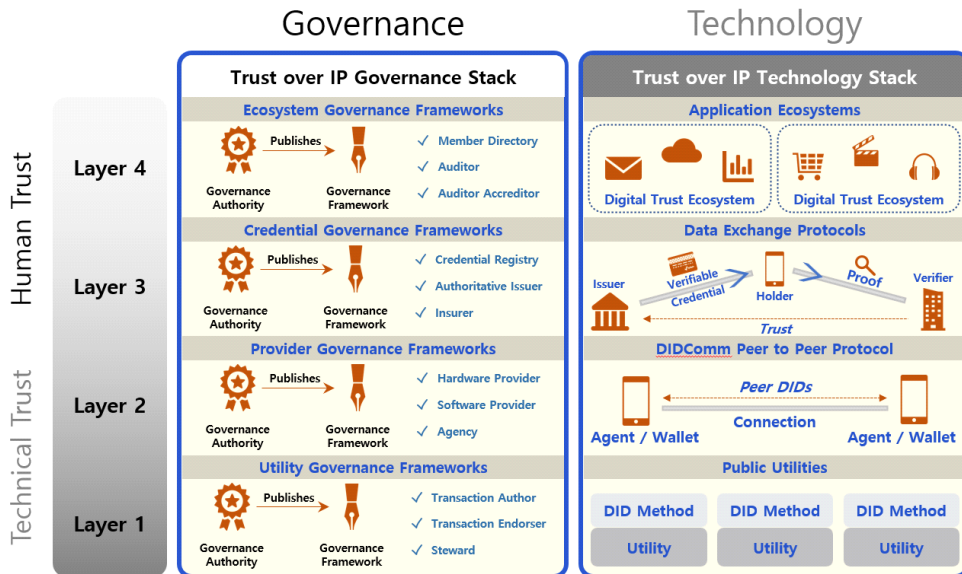 Governance
Technology
Trust over IP Governance Stack
Trust over IP Technology Stack
Human Trust
Technical Trust
Layer 4
Ecosystem Governance Frameworks
Publishes
Governance
Authority
Governance
Framework
✓ Member Directory
✓ Auditor
✓ Auditor Accreditor
Application Ecosystems
Digital Trust Ecosystem
Digital Trust Ecosystem
Layer 3
Credential Governance Frameworks
Publishes
Governance
Authority
Governance
Framework
✓ Credential Registry
✓ Authoritative Issuer
✓ Insurer
Data Exchange Protocols
Issuer
Verifiable
Credential
Holder
Proof
Verifier
Trust
Layer 2
Provider Governance Frameworks
Publishes
Governance
Authority
Governance
Framework
✓ Hardware Provider
✓ Software Provider
✓ Agency
DIDComm Peer to Peer Protocol
Peer DIDs
Connection
Agent / Wallet
Agent / Wallet
Layer 1
Utility Governance Frameworks
Publishes
Governance
Authority
Governance
Framework
✓ Transaction Author
✓ Transaction Endorser
✓ Steward
Public Utilities
DID Method
DID Method
DID Method
Utility
Utility
Utility